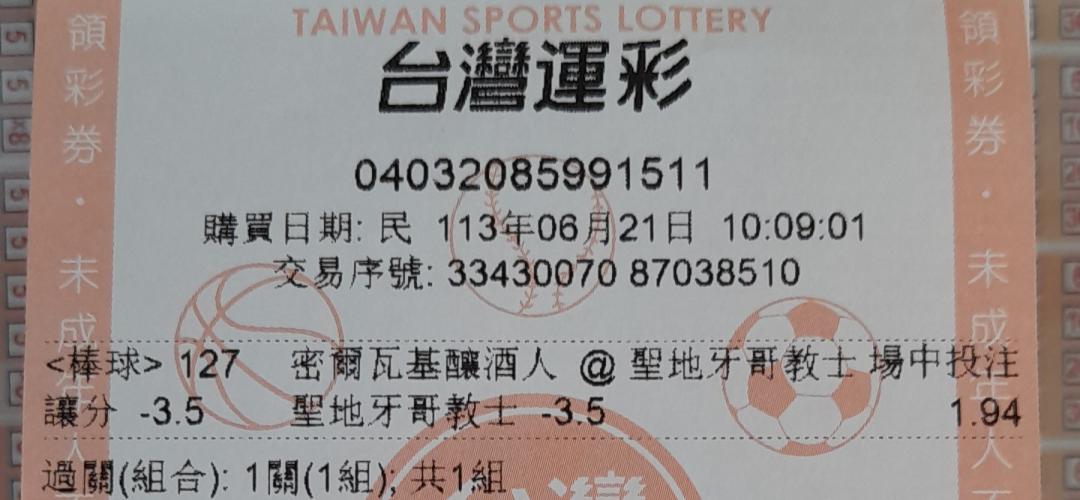 TAIWAN SPORTS LOTTERY
台灣運彩
04032085991511
購買日期: 民 113年06月21日 10:09:01
交易序號: 33430070 87038510
<棒球> 127 密爾瓦基釀酒人 @ 聖地牙哥教士 場中投注
讓分 -3.5 聖地牙哥教士 -3.5 1.94
過關(組合): 1關(1組); 共1組
領彩券·未成年人
領彩券·未成年人